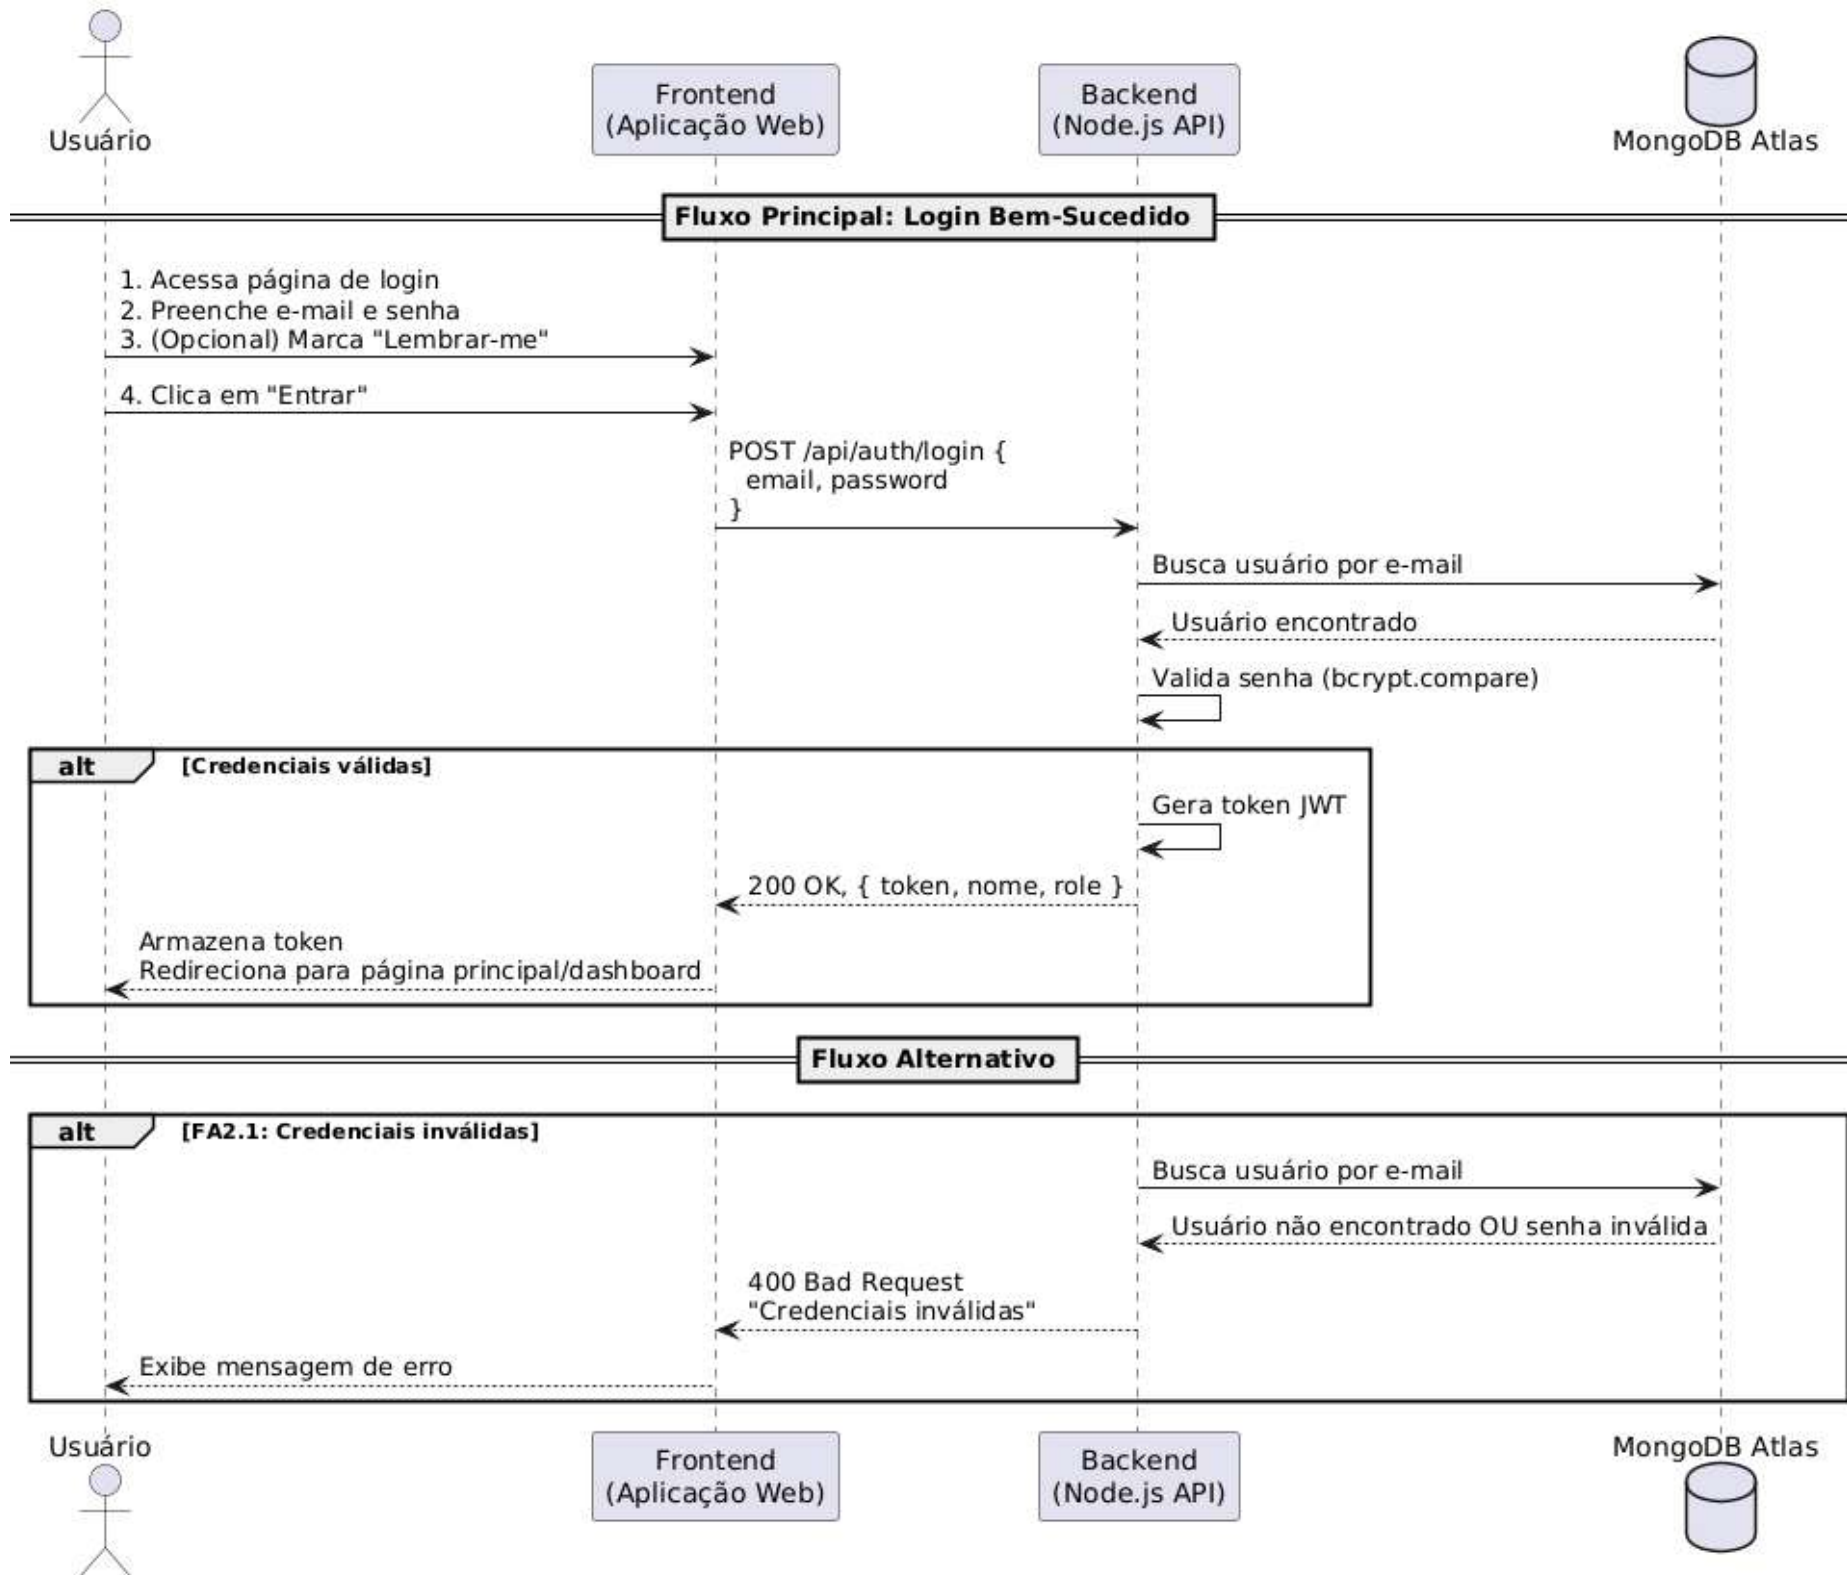 Usuário
Frontend
(Aplicação Web)
Backend
(Node.js API)
MongoDB Atlas
Fluxo Principal: Login Bem-Sucedido
1. Acessa página de login
2. Preenche e-mail e senha
3. (Opcional) Marca "Lembrar-me"
4. Clica em "Entrar"
POST /api/auth/login {
email, password
}
Busca usuário por e-mail
Usuário encontrado
Valida senha (bcrypt.compare)
alt [Credenciais válidas]
Gera token JWT
200 OK, { token, nome, role }
Armazena token
Redireciona para página principal/dashboard
Fluxo Alternativo
alt [FA2.1: Credenciais inválidas]
Busca usuário por e-mail
Usuário não encontrado OU senha inválida
400 Bad Request
"Credenciais inválidas"
Exibe mensagem de erro
Usuário
Frontend
(Aplicação Web)
Backend
(Node.js API)
MongoDB Atlas